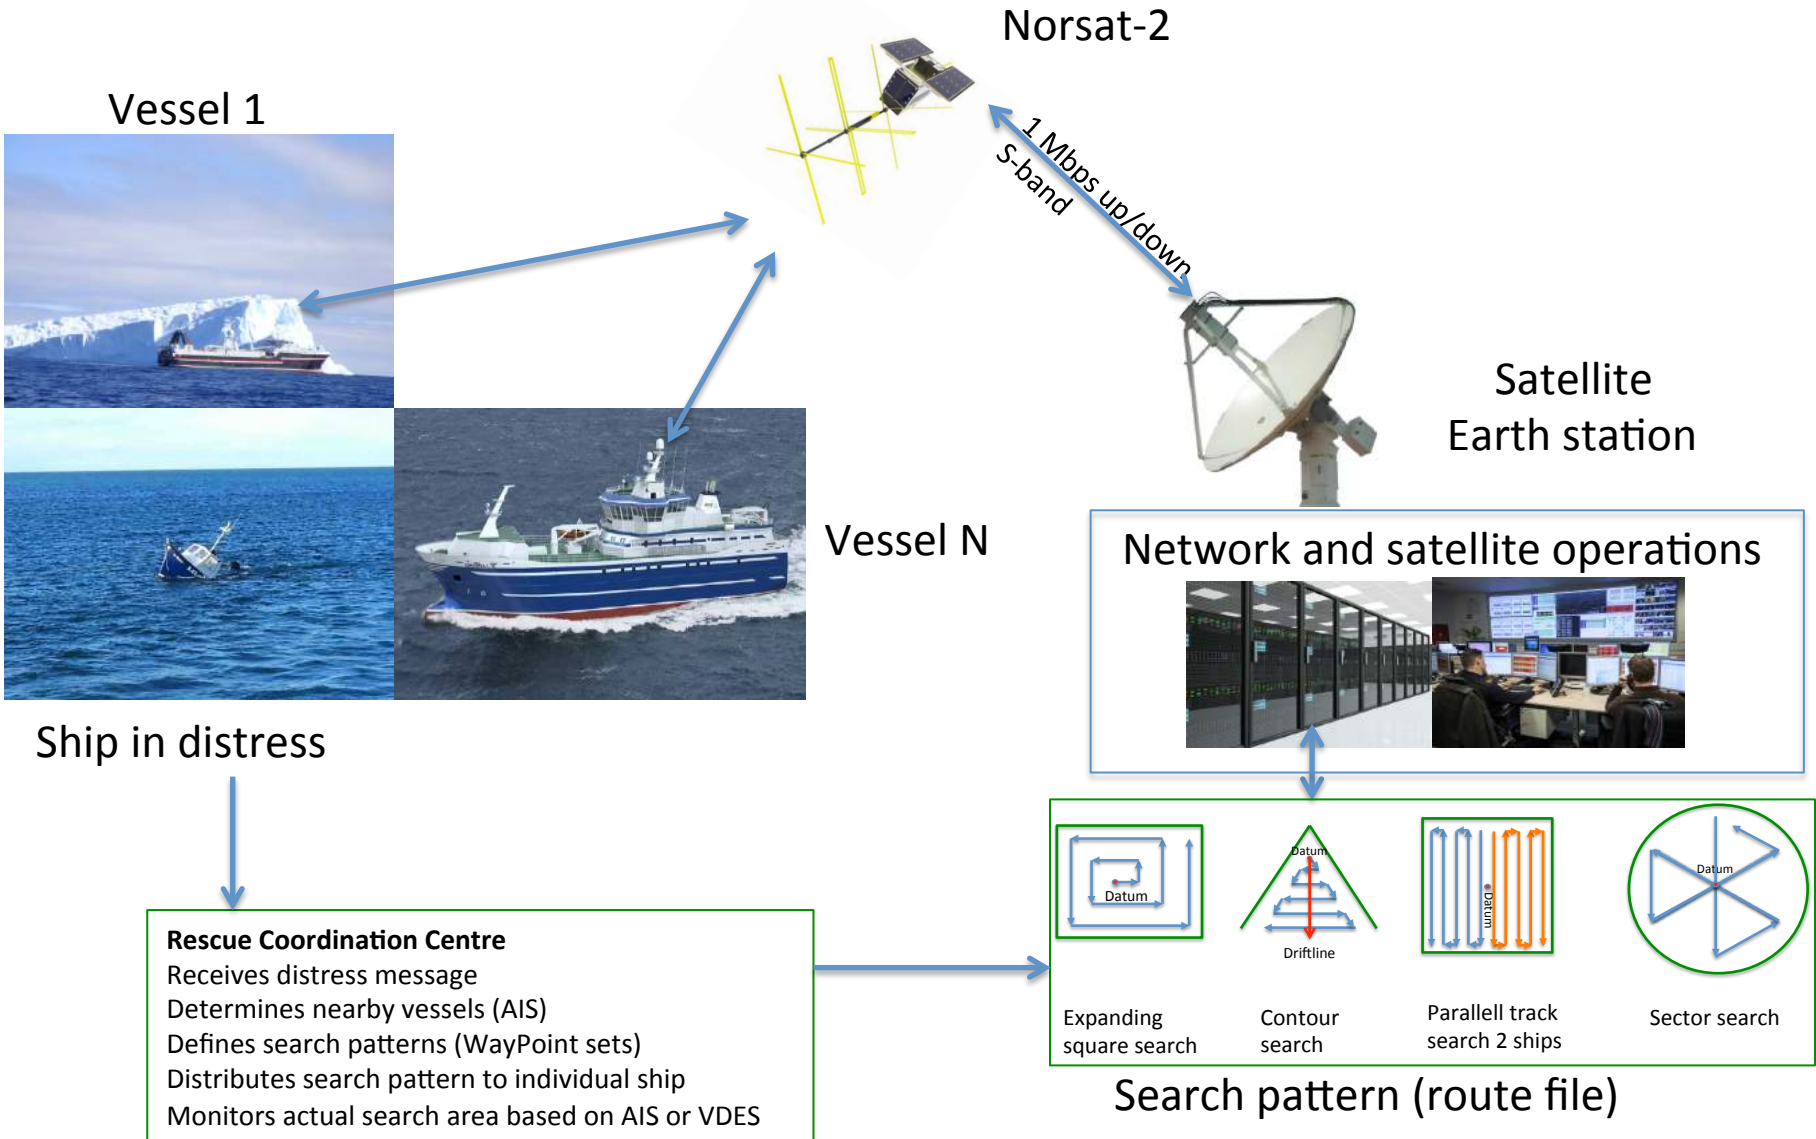 Norsat-2
Vessel 1
1 Mbps up/down
S-band
Satellite
Earth station
Vessel N
Network and satellite operations
Ship in distress
Rescue Coordination Centre
Receives distress message
Determines nearby vessels (AIS)
Defines search patterns (WayPoint sets)
Distributes search pattern to individual ship
Monitors actual search area based on AIS or VDES
Datum
Datum
Driftline
Datum
Datum
Expanding
square search
Contour
search
Parallell track
search 2 ships
Sector search
Search pattern (route file)